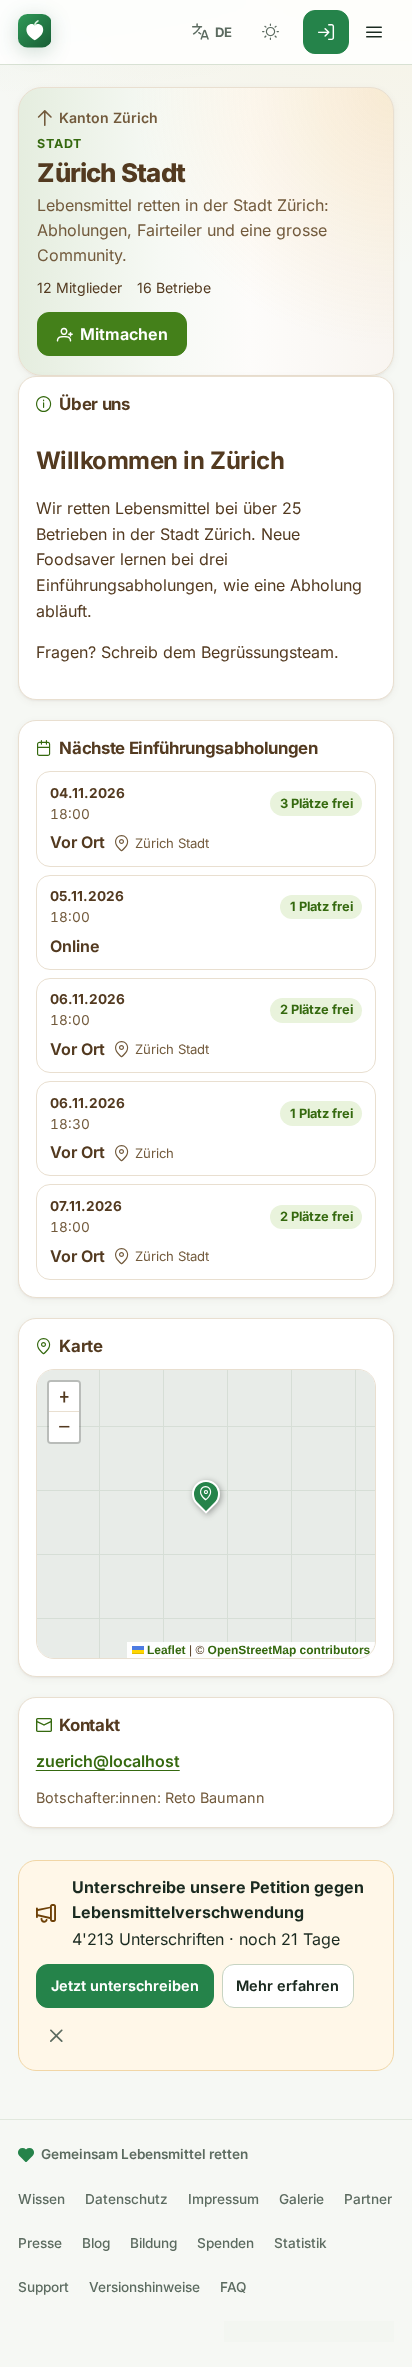 DE
Kanton Zürich
STADT
Zürich Stadt
Lebensmittel retten in der Stadt Zürich:
Abholungen, Fairteiler und eine grosse
Community.
12 Mitglieder 16 Betriebe
Mitmachen
Über uns
Willkommen in Zürich
Wir retten Lebensmittel bei über 25
Betrieben in der Stadt Zürich. Neue
Foodsaver lernen bei drei
Einführungsabholungen, wie eine Abholung
abläuft.
Fragen? Schreib dem Begrüssungsteam.
Nächste Einführungsabholungen
04.11.2026
3 Plätze frei
18:00
Vor Ort Zürich Stadt
05.11.2026
1 Platz frei
18:00
Online
06.11.2026
2 Plätze frei
18:00
Vor Ort Zürich Stadt
06.11.2026
1 Platz frei
18:30
Vor Ort Zürich
07.11.2026
2 Plätze frei
18:00
Vor Ort Zürich Stadt
Karte
+
−
Leaflet | © OpenStreetMap contributors
Kontakt
zuerich@localhost
Botschafter:innen: Reto Baumann
Unterschreibe unsere Petition gegen
Lebensmittelverschwendung
4'213 Unterschriften · noch 21 Tage
Jetzt unterschreiben Mehr erfahren
Gemeinsam Lebensmittel retten
Wissen Datenschutz Impressum Galerie Partner
Presse Blog Bildung Spenden Statistik
Support Versionshinweise FAQ